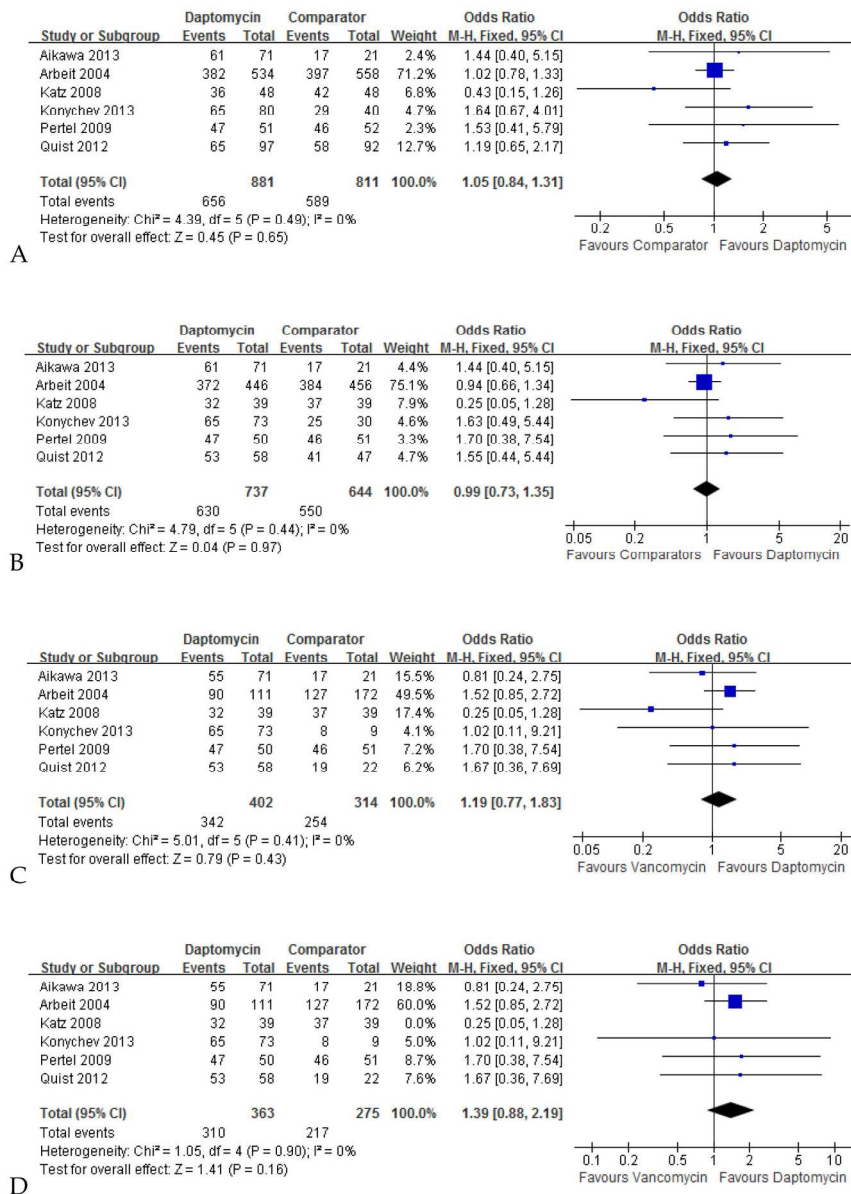 Daptomycin Comparator Odds Ratio Odds Ratio
Study or Subgroup Events Total Events Total Weight M-H, Fixed, 95% CI M-H, Fixed, 95% CI
Aikawa 2013 61 71 17 21 2.4% 1.44 [0.40, 5.15]
Arbeit 2004 382 534 397 558 71.2% 1.02 [0.78, 1.33]
Katz 2008 36 48 42 48 6.8% 0.43 [0.15, 1.26]
Konychev 2013 65 80 29 40 4.7% 1.64 [0.67, 4.01]
Pertel 2009 47 51 46 52 2.3% 1.53 [0.41, 5.79]
Quist 2012 65 97 58 92 12.7% 1.19 [0.65, 2.17]
Total (95% CI) 881 811 100.0% 1.05 [0.84, 1.31]
Total events 656 589
Heterogeneity: Chi² = 4.39, df = 5 (P = 0.49); I² = 0%
Test for overall effect: Z = 0.45 (P = 0.65)
0.2 0.5 1 2 5
Favours Comparator Favours Daptomycin
A
Daptomycin Comparator Odds Ratio Odds Ratio
Study or Subgroup Events Total Events Total Weight M-H, Fixed, 95% CI M-H, Fixed, 95% CI
Aikawa 2013 61 71 17 21 4.4% 1.44 [0.40, 5.15]
Arbeit 2004 372 446 384 456 75.1% 0.94 [0.66, 1.34]
Katz 2008 32 39 37 39 7.9% 0.25 [0.05, 1.28]
Konychev 2013 65 73 25 30 4.6% 1.63 [0.49, 5.44]
Pertel 2009 47 50 46 51 3.3% 1.70 [0.38, 7.54]
Quist 2012 53 58 41 47 4.7% 1.55 [0.44, 5.44]
Total (95% CI) 737 644 100.0% 0.99 [0.73, 1.35]
Total events 630 550
Heterogeneity: Chi² = 4.79, df = 5 (P = 0.44); I² = 0%
Test for overall effect: Z = 0.04 (P = 0.97)
0.05 0.2 1 5 20
Favours Comparators Favours Daptomycin
B
Daptomycin Comparator Odds Ratio Odds Ratio
Study or Subgroup Events Total Events Total Weight M-H, Fixed, 95% CI M-H, Fixed, 95% CI
Aikawa 2013 55 71 17 21 15.5% 0.81 [0.24, 2.75]
Arbeit 2004 90 111 127 172 49.5% 1.52 [0.85, 2.72]
Katz 2008 32 39 37 39 17.4% 0.25 [0.05, 1.28]
Konychev 2013 65 73 8 9 4.1% 1.02 [0.11, 9.21]
Pertel 2009 47 50 46 51 7.2% 1.70 [0.38, 7.54]
Quist 2012 53 58 19 22 6.2% 1.67 [0.36, 7.69]
Total (95% CI) 402 314 100.0% 1.19 [0.77, 1.83]
Total events 342 254
Heterogeneity: Chi² = 5.01, df = 5 (P = 0.41); I² = 0%
Test for overall effect: Z = 0.79 (P = 0.43)
0.05 0.2 1 5 20
Favours Vancomycin Favours Daptomycin
C
Daptomycin Comparator Odds Ratio Odds Ratio
Study or Subgroup Events Total Events Total Weight M-H, Fixed, 95% CI M-H, Fixed, 95% CI
Aikawa 2013 55 71 17 21 18.8% 0.81 [0.24, 2.75]
Arbeit 2004 90 111 127 172 60.0% 1.52 [0.85, 2.72]
Katz 2008 32 39 37 39 0.0% 0.25 [0.05, 1.28]
Konychev 2013 65 73 8 9 5.0% 1.02 [0.11, 9.21]
Pertel 2009 47 50 46 51 8.7% 1.70 [0.38, 7.54]
Quist 2012 53 58 19 22 7.6% 1.67 [0.36, 7.69]
Total (95% CI) 363 275 100.0% 1.39 [0.88, 2.19]
Total events 310 217
Heterogeneity: Chi² = 1.05, df = 4 (P = 0.90); I² = 0%
Test for overall effect: Z = 1.41 (P = 0.16)
0.1 0.2 0.5 1 2 5 10
Favours Vancomycin Favours Daptomycin
D